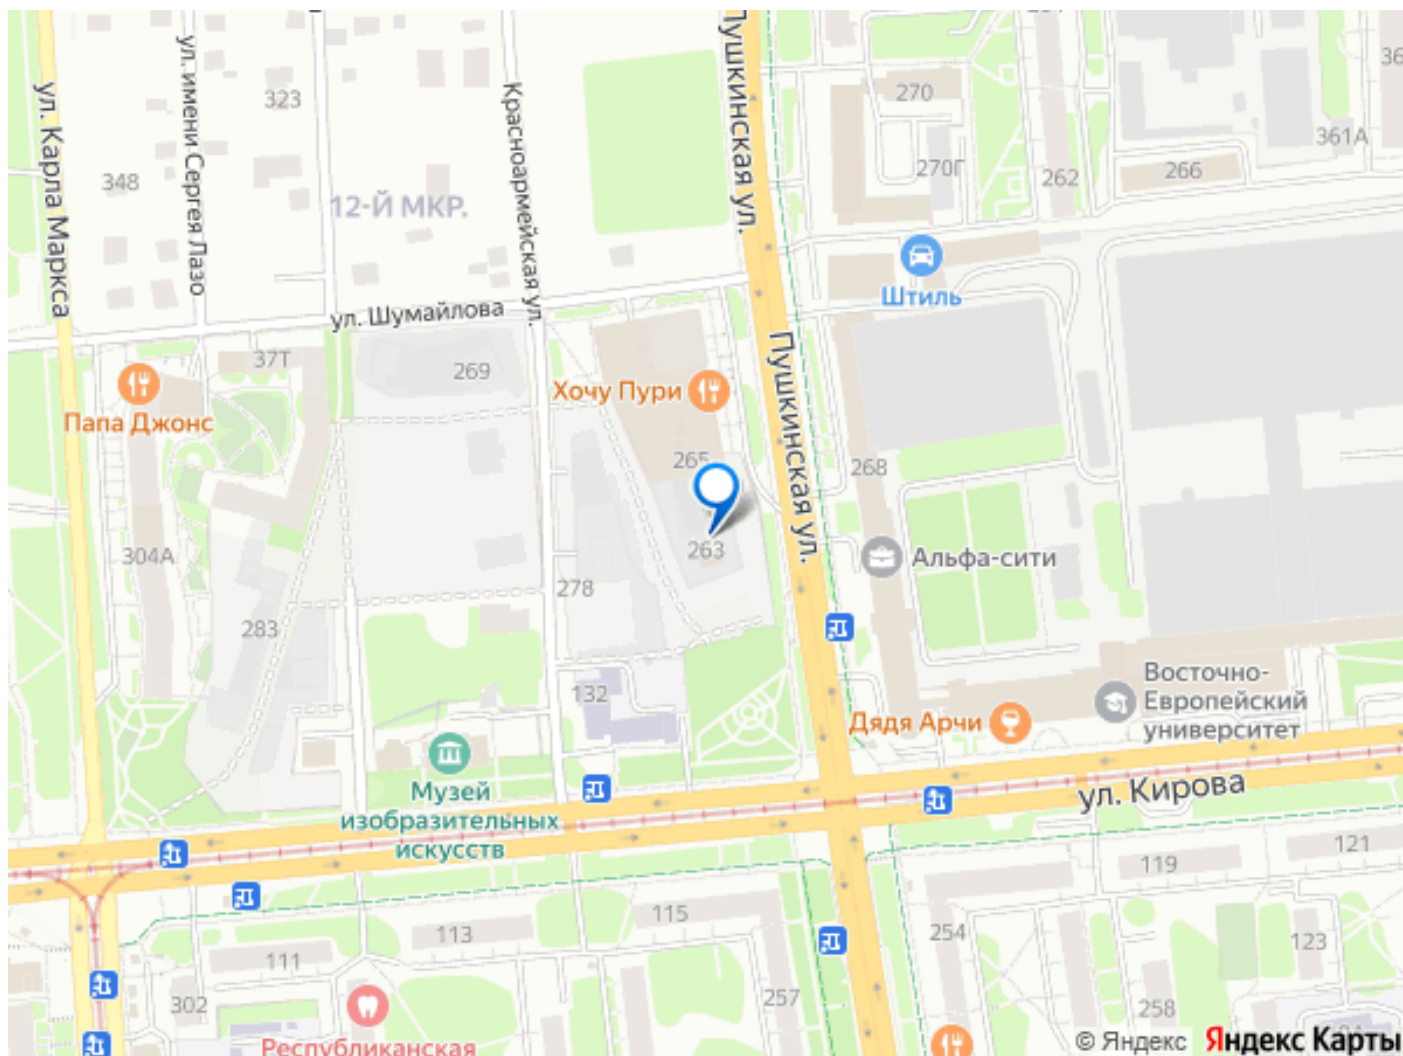 Пушкинская ул.
ул. Карла Маркса
ул. имени Сергея Лазо
323
348
12-Й МКР.
Красноармейская ул.
270
270Г
262
266
361А
36
Штиль
ул. Шумайлова
Пушкинская ул.
37Т
269
Папа Джонс
Хочу Пури
265
268
263
304А
278
283
Альфа-сити
132
Восточно-
Европейский
университет
Дядя Арчи
Музей
изобразительных
искусств
ул. Кирова
119
121
115
113
111
254
123
302
257
258
Республиканская
© Яндекс Яндекс Карты